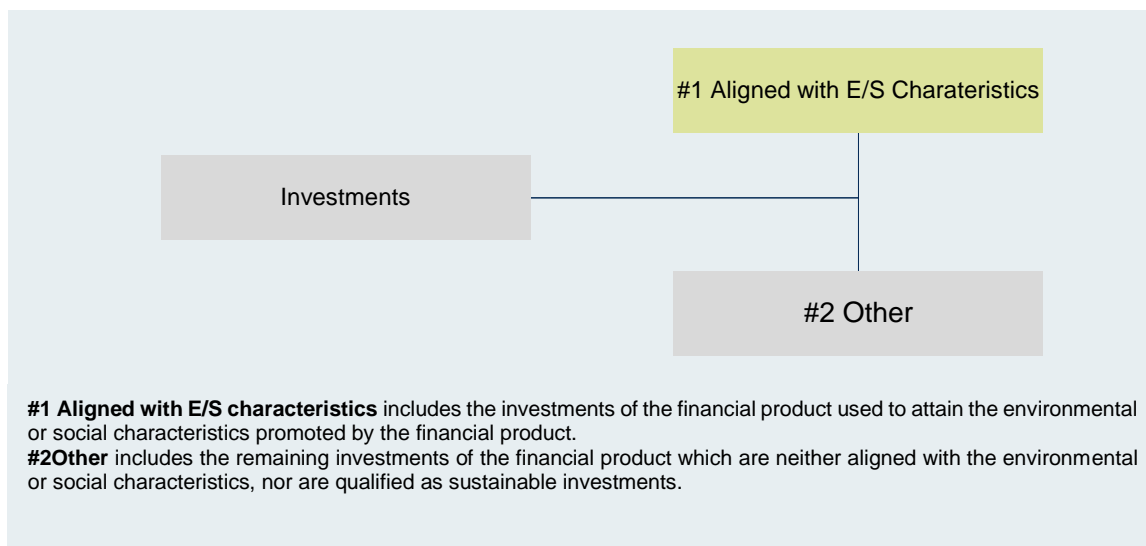 #1 Aligned with E/S Charateristics
Investments
#2 Other
#1 Aligned with E/S characteristics includes the investments of the financial product used to attain the environmental
or social characteristics promoted by the financial product.
#2Other includes the remaining investments of the financial product which are neither aligned with the environmental
or social characteristics, nor are qualified as sustainable investments.